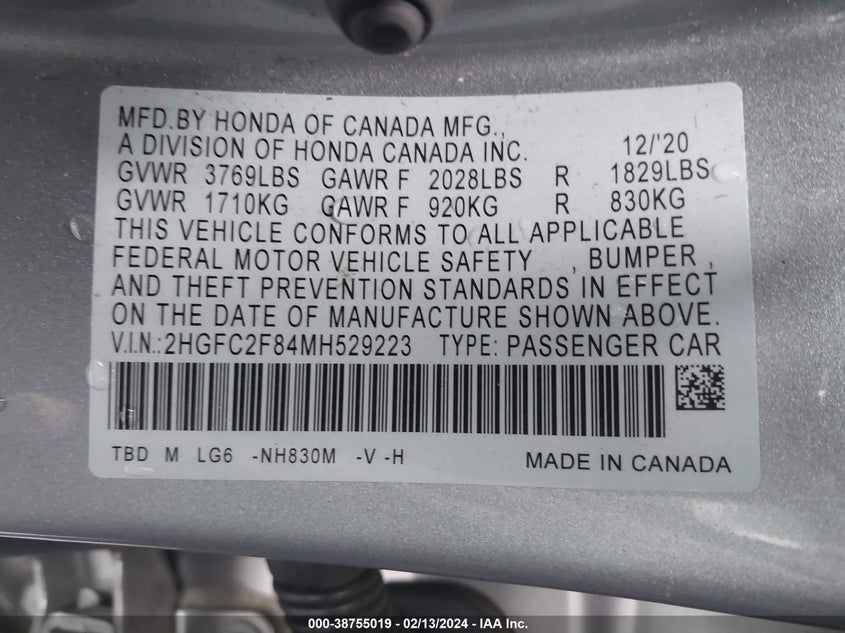 MFD.BY HONDA OF CANADA MFG.,
A DIVISION OF HONDA CANADA INC. 12/'20
GVWR 3769LBS GAWR F 2028LBS R 1829LBS
GVWR 1710KG GAWR F 920KG R 830KG
THIS VEHICLE CONFORMS TO ALL APPLICABLE
FEDERAL MOTOR VEHICLE SAFETY , BUMPER ,
AND THEFT PREVENTION STANDARDS IN EFFECT
ON THE DATE OF MANUFACTURE SHOWN ABOVE.
V.I.N.:2HGFC2F84MH529223 TYPE: PASSENGER CAR
TBD M LG6 -NH830M -V -H MADE IN CANADA
000-38755019 - 02/13/2024 - IAA Inc.